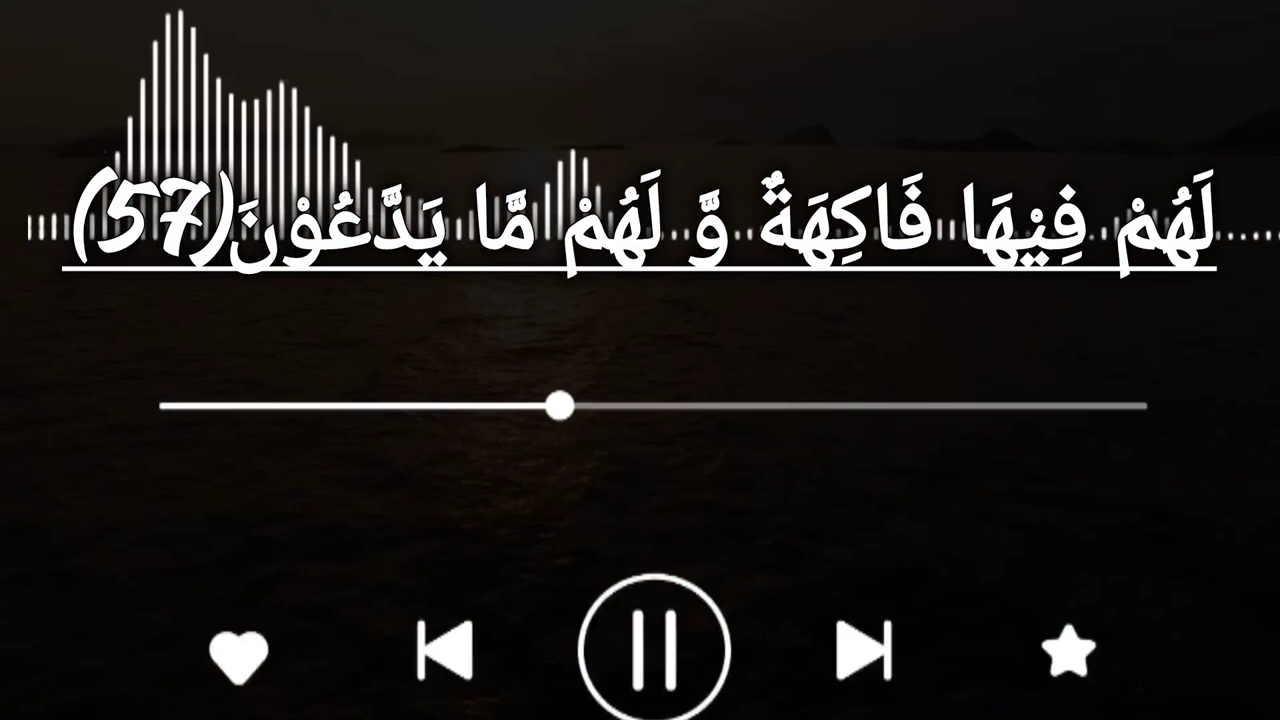 لَهُمْ فِيْهَا فَاكِهَةٌ وَّ لَهُمْ مَّا يَدَّعُوْنَ(57)